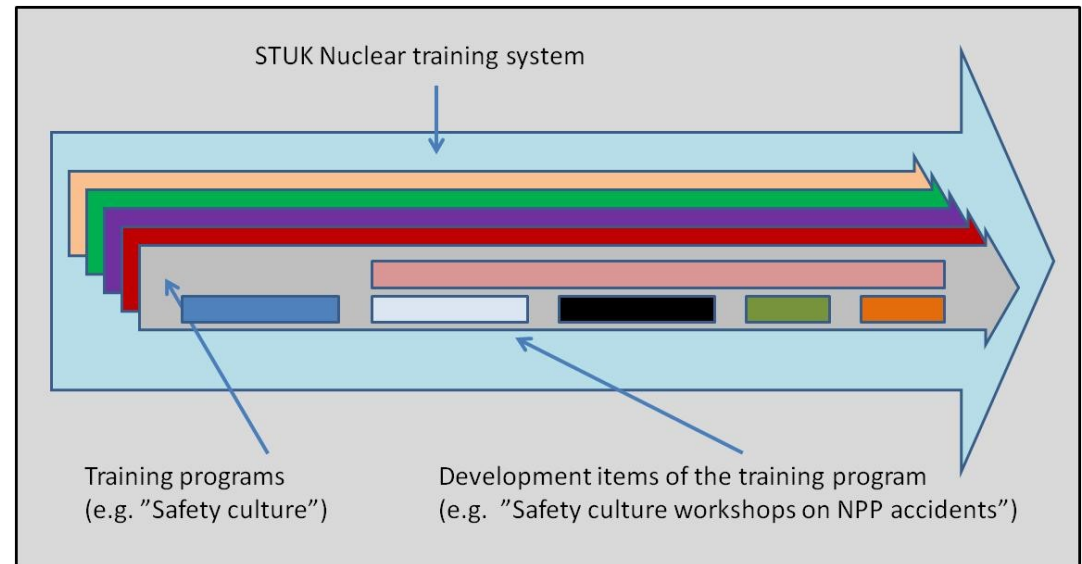 STUK Nuclear training system
Training programs
(e.g. ”Safety culture”)
Development items of the training program
(e.g.  ”Safety culture workshops on NPP accidents”)